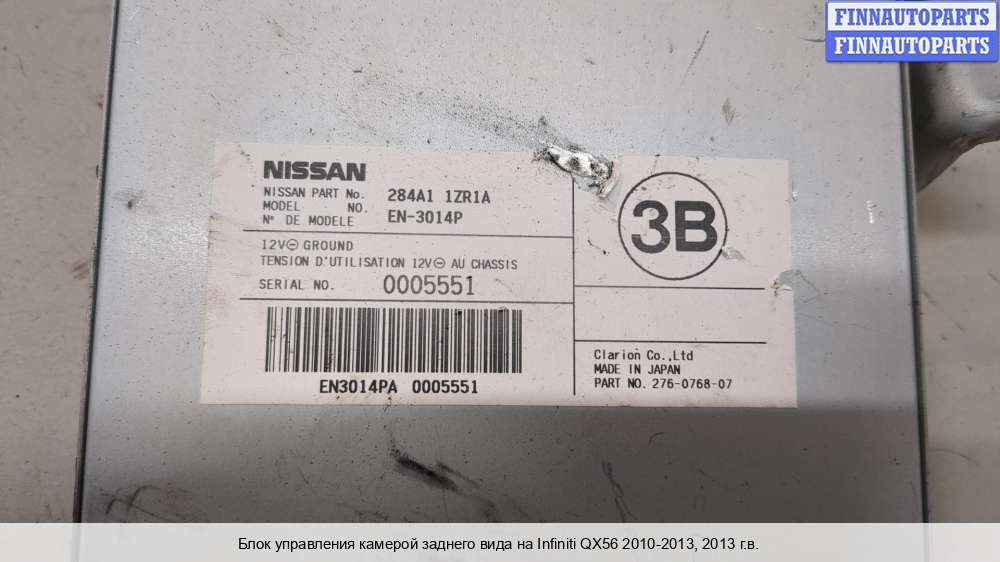 FINNAUTOPARTS
FINNAUTOPARTS
NISSAN
NISSAN PART No. 284A1 1ZR1A
MODEL NO. EN-3014P
N° DE MODELE
12V⊖ GROUND
TENSION D'UTILISATION 12V⊖ AU CHASSIS
SERIAL NO. 0005551
EN3014PA 0005551
3B
Clarion Co.,Ltd
MADE IN JAPAN
PART NO. 276-0768-07
Блок управления камерой заднего вида на Infiniti QX56 2010-2013, 2013 г.в.